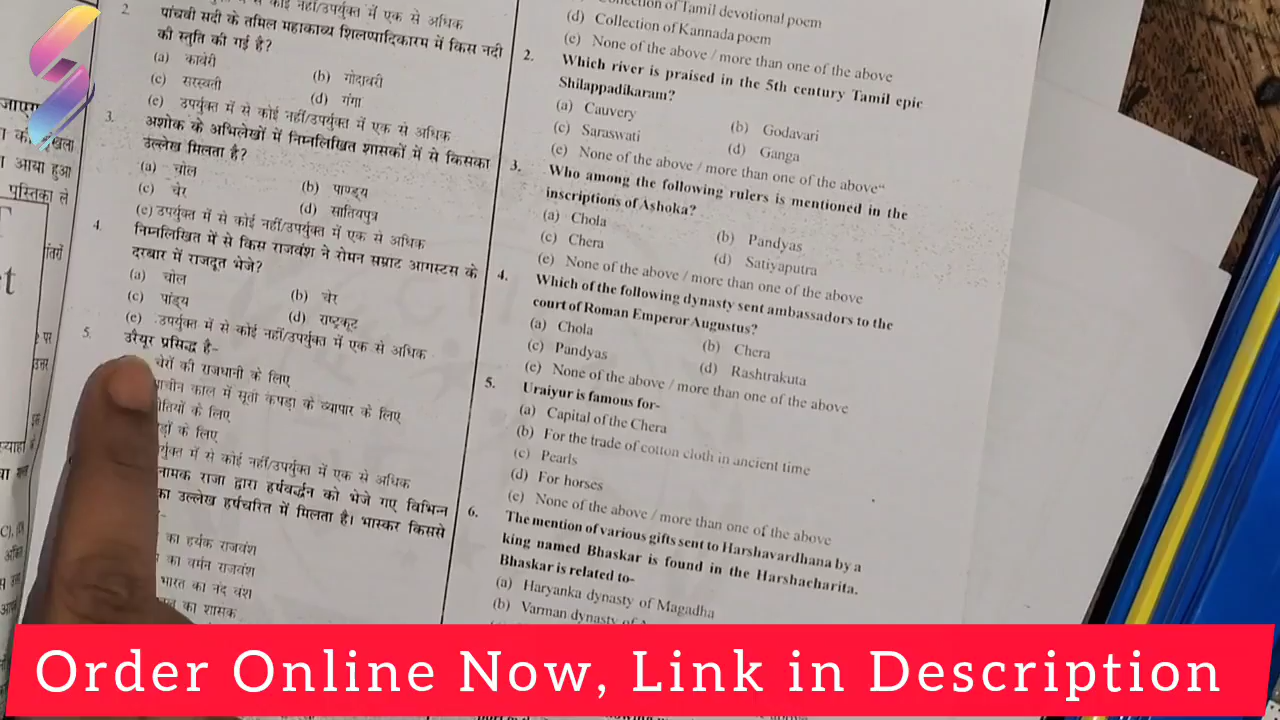 जाएए
आया हुआ
पुस्तिका ले
2.
कोई नहीं/उपर्युक्त में एक से अधिक
पांचवी सदी के तमिल महाकाव्य शिलप्पादिकारम में किस नदी
की स्तुति की गई है?
(a) कावेरी
(b) गोदावरी
(c) सरस्वती
(d) गंगा
(e) उपर्युक्त में से कोई नहीं/उपर्युक्त में एक से अधिक
3.
अशोक के अभिलेखों में निम्नलिखित शासकों में से किसका
उल्लेख मिलता है?
(a) चोल
(b) पाण्ड्य
(c) चेर
(d) सातियपुत्र
(e) उपर्युक्त में से कोई नहीं/उपर्युक्त में एक से अधिक
4.
निम्नलिखित में से किस राजवंश ने रोमन सम्राट आगस्टस के
दरबार में राजदूत भेजे?
(a) चोल
(b) चेर
(c) पांड्य
(d) राष्ट्रकूट
(e) उपर्युक्त में से कोई नहीं/उपर्युक्त में एक से अधिक
5.
उरैयूर प्रसिद्ध है-
चेरों की राजधानी के लिए
काल में सूती कपड़ा के व्यापार के लिए
के लिए
के लिए
में से कोई नहीं/उपर्युक्त में एक से अधिक
नामक राजा द्वारा हर्षवर्द्धन को भेजे गए विभिन्न
का उल्लेख हर्षचरित में मिलता है। भास्कर किससे
का हर्यक राजवंश
का वर्मन राजवंश
भारत का नंद वंश
का शासक
of Tamil devotional poem
(d) Collection of Kannada poem
(e) None of the above / more than one of the above
2. Which river is praised in the 5th century Tamil epic
Shilappadikaram?
(a) Cauvery
(b) Godavari
(c) Saraswati
(d) Ganga
(e) None of the above / more than one of the above“
3. Who among the following rulers is mentioned in the
inscriptions of Ashoka?
(a) Chola
(b) Pandyas
(c) Chera
(d) Satiyaputra
(e) None of the above / more than one of the above
4. Which of the following dynasty sent ambassadors to the
court of Roman Emperor Augustus?
(a) Chola
(b) Chera
(c) Pandyas
(d) Rashtrakuta
(e) None of the above / more than one of the above
5. Uraiyur is famous for-
(a) Capital of the Chera
(b) For the trade of cotton cloth in ancient time
(c) Pearls
(d) For horses
(e) None of the above / more than one of the above
6. The mention of various gifts sent to Harshavardhana by a
king named Bhaskar is found in the Harshacharita.
Bhaskar is related to-
(a) Haryanka dynasty of Magadha
(b) Varman dynasty of
Order Online Now, Link in Description